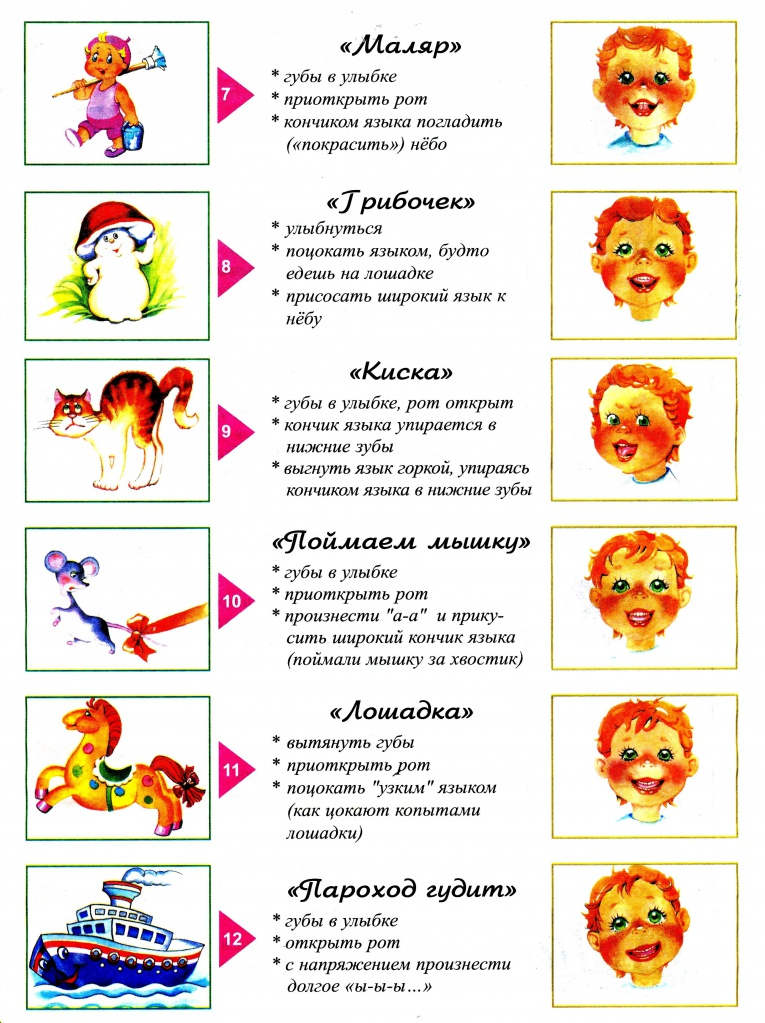 «Маляр»
7
* губы в улыбке
* приоткрыть рот
* кончиком языка погладить
(«покрасить») нёбо
«Грибочек»
8
* улыбнуться
* поцокать языком, будто
едешь на лошадке
* присосать широкий язык к
нёбу
«Киска»
9
* губы в улыбке, рот открыт
* кончик языка упирается в
нижние зубы
* выгнуть язык горкой, упираясь
кончиком языка в нижние зубы
«Поймаем мышку»
10
* губы в улыбке
* приоткрыть рот
* произнести "а-а" и прику-
сить широкий кончик языка
(поймали мышку за хвостик)
«Лошадка»
11
* вытянуть губы
* приоткрыть рот
* поцокать "узким" языком
(как цокают копытами
лошадки)
«Пароход гудит»
12
* губы в улыбке
* открыть рот
* с напряжением произнести
долгое «ы-ы-ы...»